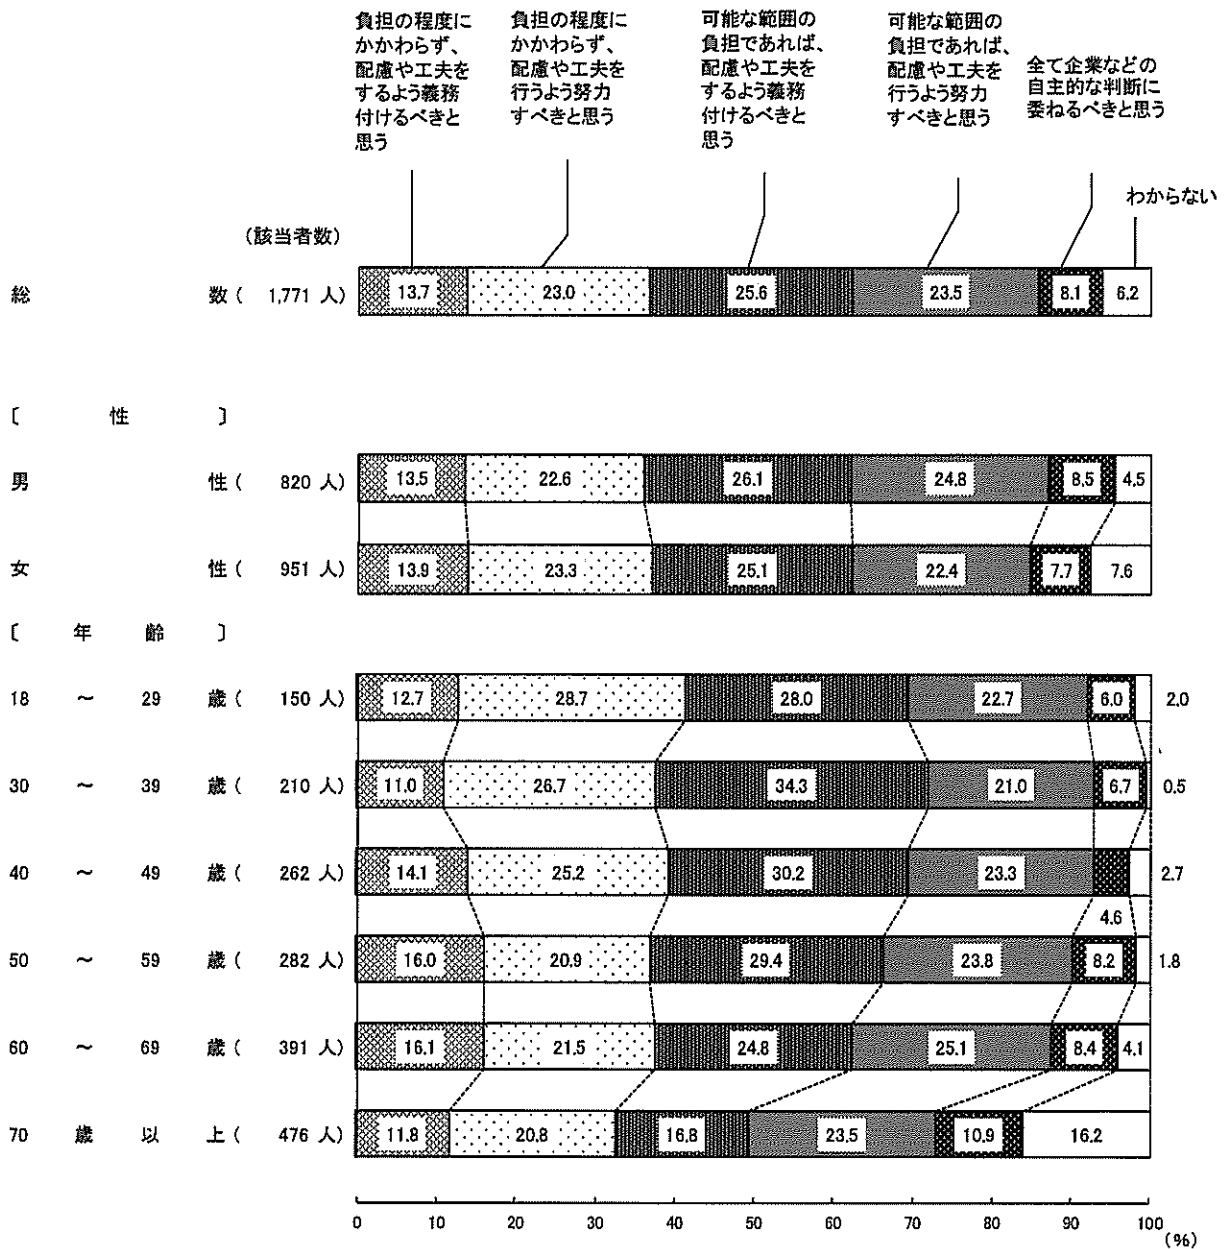 負担の程度に
かかわらず、
配慮や工夫を
するよう義務
付けるべきと
思う
負担の程度に
かかわらず、
配慮や工夫を
行うよう努力
すべきと思う
可能な範囲の
負担であれば、
配慮や工夫を
するよう義務
付けるべきと
思う
可能な範囲の
負担であれば、
配慮や工夫を
行うよう努力
すべきと思う
全て企業などの
自主的な判断に
委ねるべきと思う
わからない
(該当者数)
総 数 ( 1,771 人) 13.7 23.0 25.6 23.5 8.1 6.2
〔 性 〕
男 性 ( 820 人) 13.5 22.6 26.1 24.8 8.5 4.5
女 性 ( 951 人) 13.9 23.3 25.1 22.4 7.7 7.6
〔 年 齢 〕
18 ～ 29 歳 ( 150 人) 12.7 28.7 28.0 22.7 6.0 2.0
30 ～ 39 歳 ( 210 人) 11.0 26.7 34.3 21.0 6.7 0.5
40 ～ 49 歳 ( 262 人) 14.1 25.2 30.2 23.3 2.7
4.6
50 ～ 59 歳 ( 282 人) 16.0 20.9 29.4 23.8 8.2 1.8
60 ～ 69 歳 ( 391 人) 16.1 21.5 24.8 25.1 8.4 4.1
70 歳 以 上 ( 476 人) 11.8 20.8 16.8 23.5 10.9 16.2
0 10 20 30 40 50 60 70 80 90 100
(%)